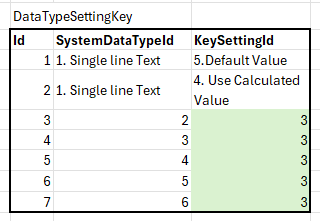 DataTypeSettingKey
Id SystemDataTypeId KeySettingId
1 1. Single line Text 5.Default Value
2 1. Single line Text 4. Use Calculated
Value
3 2 3
4 3 3
5 4 3
6 5 3
7 6 3